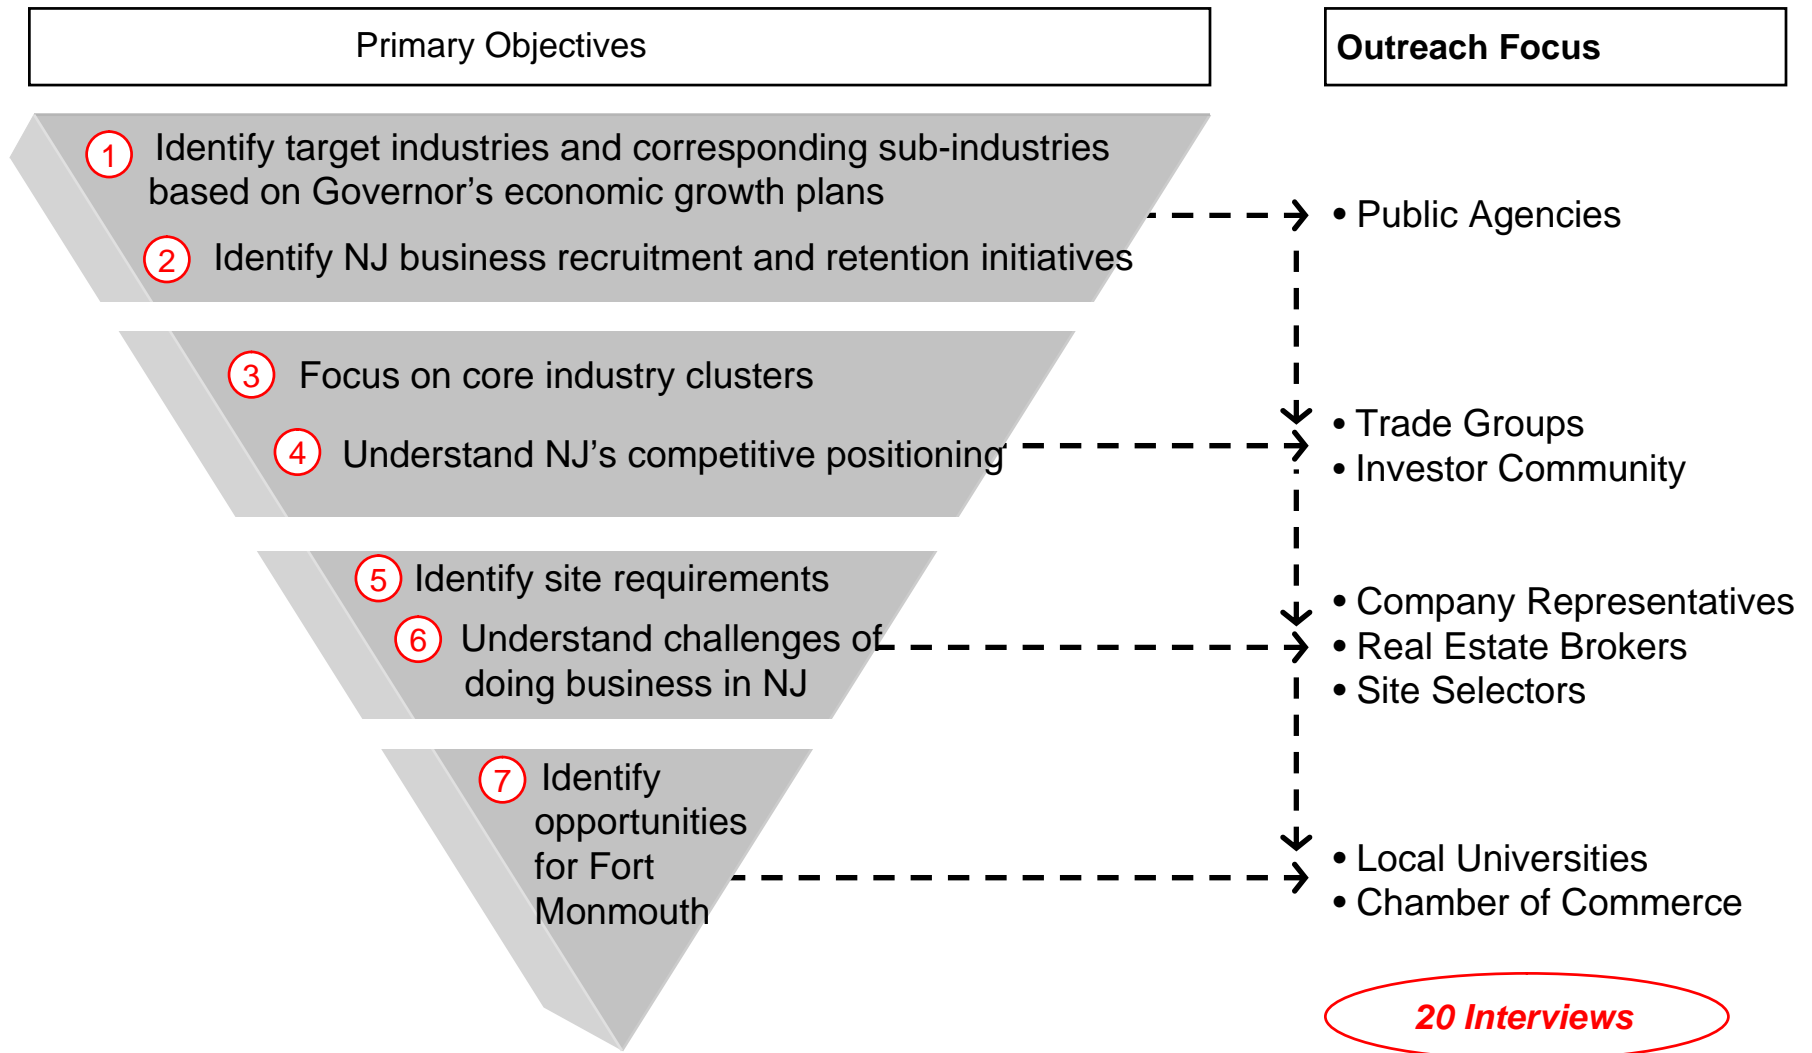 Primary Objectives
Outreach Focus
1 Identify target industries and corresponding sub-industries
based on Governor’s economic growth plans
2 Identify NJ business recruitment and retention initiatives
• Public Agencies
3 Focus on core industry clusters
4 Understand NJ’s competitive positioning
• Trade Groups
• Investor Community
5 Identify site requirements
6 Understand challenges of
doing business in NJ
• Company Representatives
• Real Estate Brokers
• Site Selectors
7 Identify
opportunities
for Fort
Monmouth
• Local Universities
• Chamber of Commerce
20 Interviews